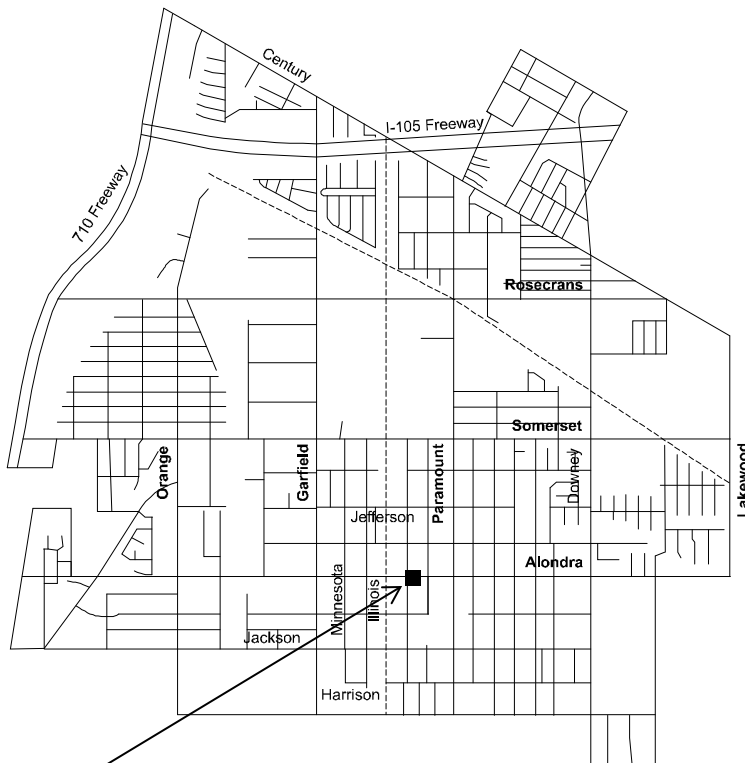 Century
I-105 Freeway
710 Freeway
Rosecrans
Somerset
Orange
Garfield
Paramount
Downey
Lakewood
Jefferson
Alondra
Minnesota
Illinois
Jackson
Harrison